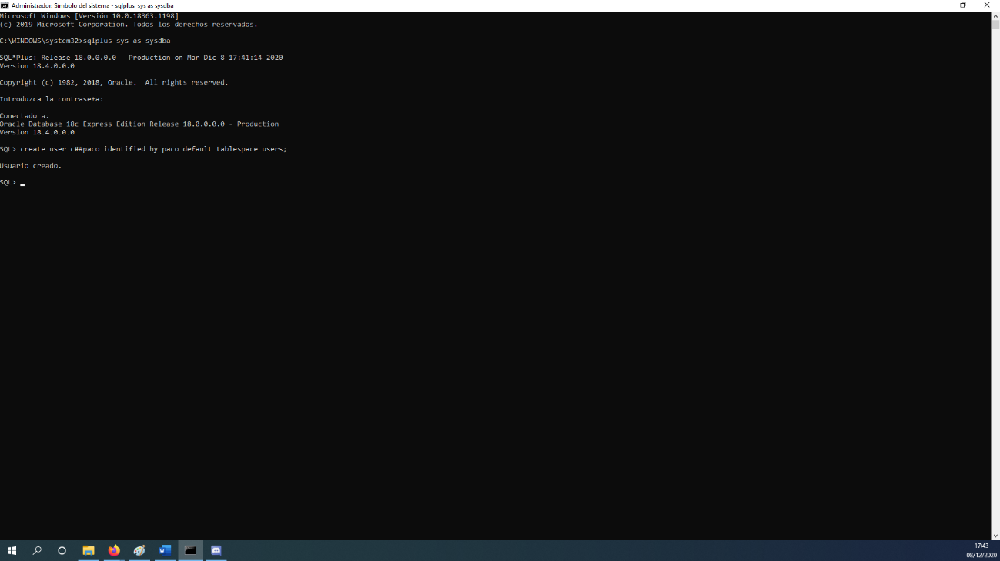 Administrador: Símbolo del sistema - sqlplus sys as sysdba
Microsoft Windows [Versión 10.0.18363.1198]
(c) 2019 Microsoft Corporation. Todos los derechos reservados.
C:\WINDOWS\system32>sqlplus sys as sysdba
SQL*Plus: Release 18.0.0.0.0 - Production on Mar Dic 8 17:41:14 2020
Version 18.4.0.0.0
Copyright (c) 1982, 2018, Oracle.  All rights reserved.
Introduzca la contrase±a:
Conectado a:
Oracle Database 18c Express Edition Release 18.0.0.0.0 - Production
Version 18.4.0.0.0
SQL> create user c##paco identified by paco default tablespace users;
Usuario creado.
SQL>
17:43
08/12/2020